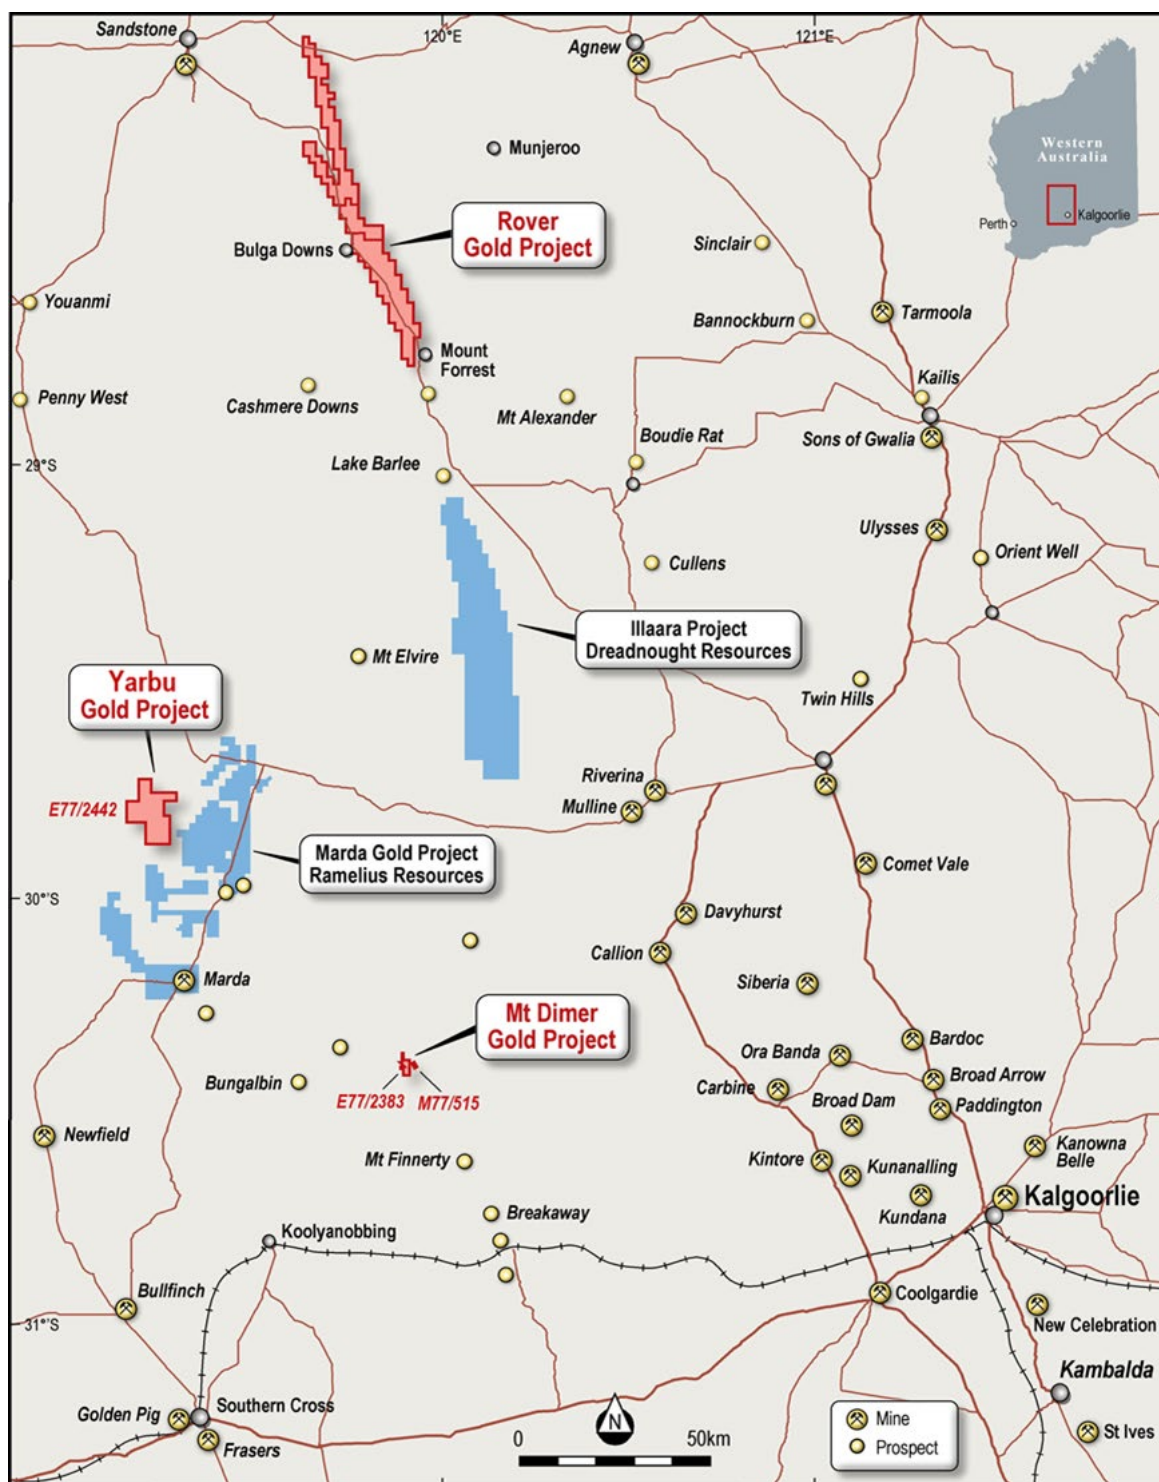 Sandstone
120°E
Agnew
121°E
Munjeroo
Western
Australia
Perth
Kalgoorlie
Rover
Gold Project
Bulga Downs
Sinclair
Youanmi
Bannockburn
Tarmoola
Mount
Forrest
Penny West
Cashmere Downs
Mt Alexander
Kailis
Boudie Rat
Sons of Gwalia
Lake Barlee
29°S
Ulysses
Orient Well
Cullens
Illaara Project
Dreadnought Resources
Mt Elvire
Twin Hills
Yarbu
Gold Project
E77/2442
Riverina
Mulline
Marda Gold Project
Ramelius Resources
Comet Vale
30°S
Davyhurst
Callion
Marda
Siberia
Mt Dimer
Gold Project
Bardoc
Ora Banda
Bungalbin
E77/2383
M77/515
Carbine
Broad Arrow
Broad Dam
Paddington
Newfield
Kanowna
Belle
Mt Finnerty
Kintore
Kunanalling
Kundana
Kalgoorlie
Breakaway
Koolyanobbing
Bullfinch
Coolgardie
31°S
New Celebration
Kambalda
Golden Pig
Southern Cross
Frasers
N
0
50km
Mine
Prospect
St Ives